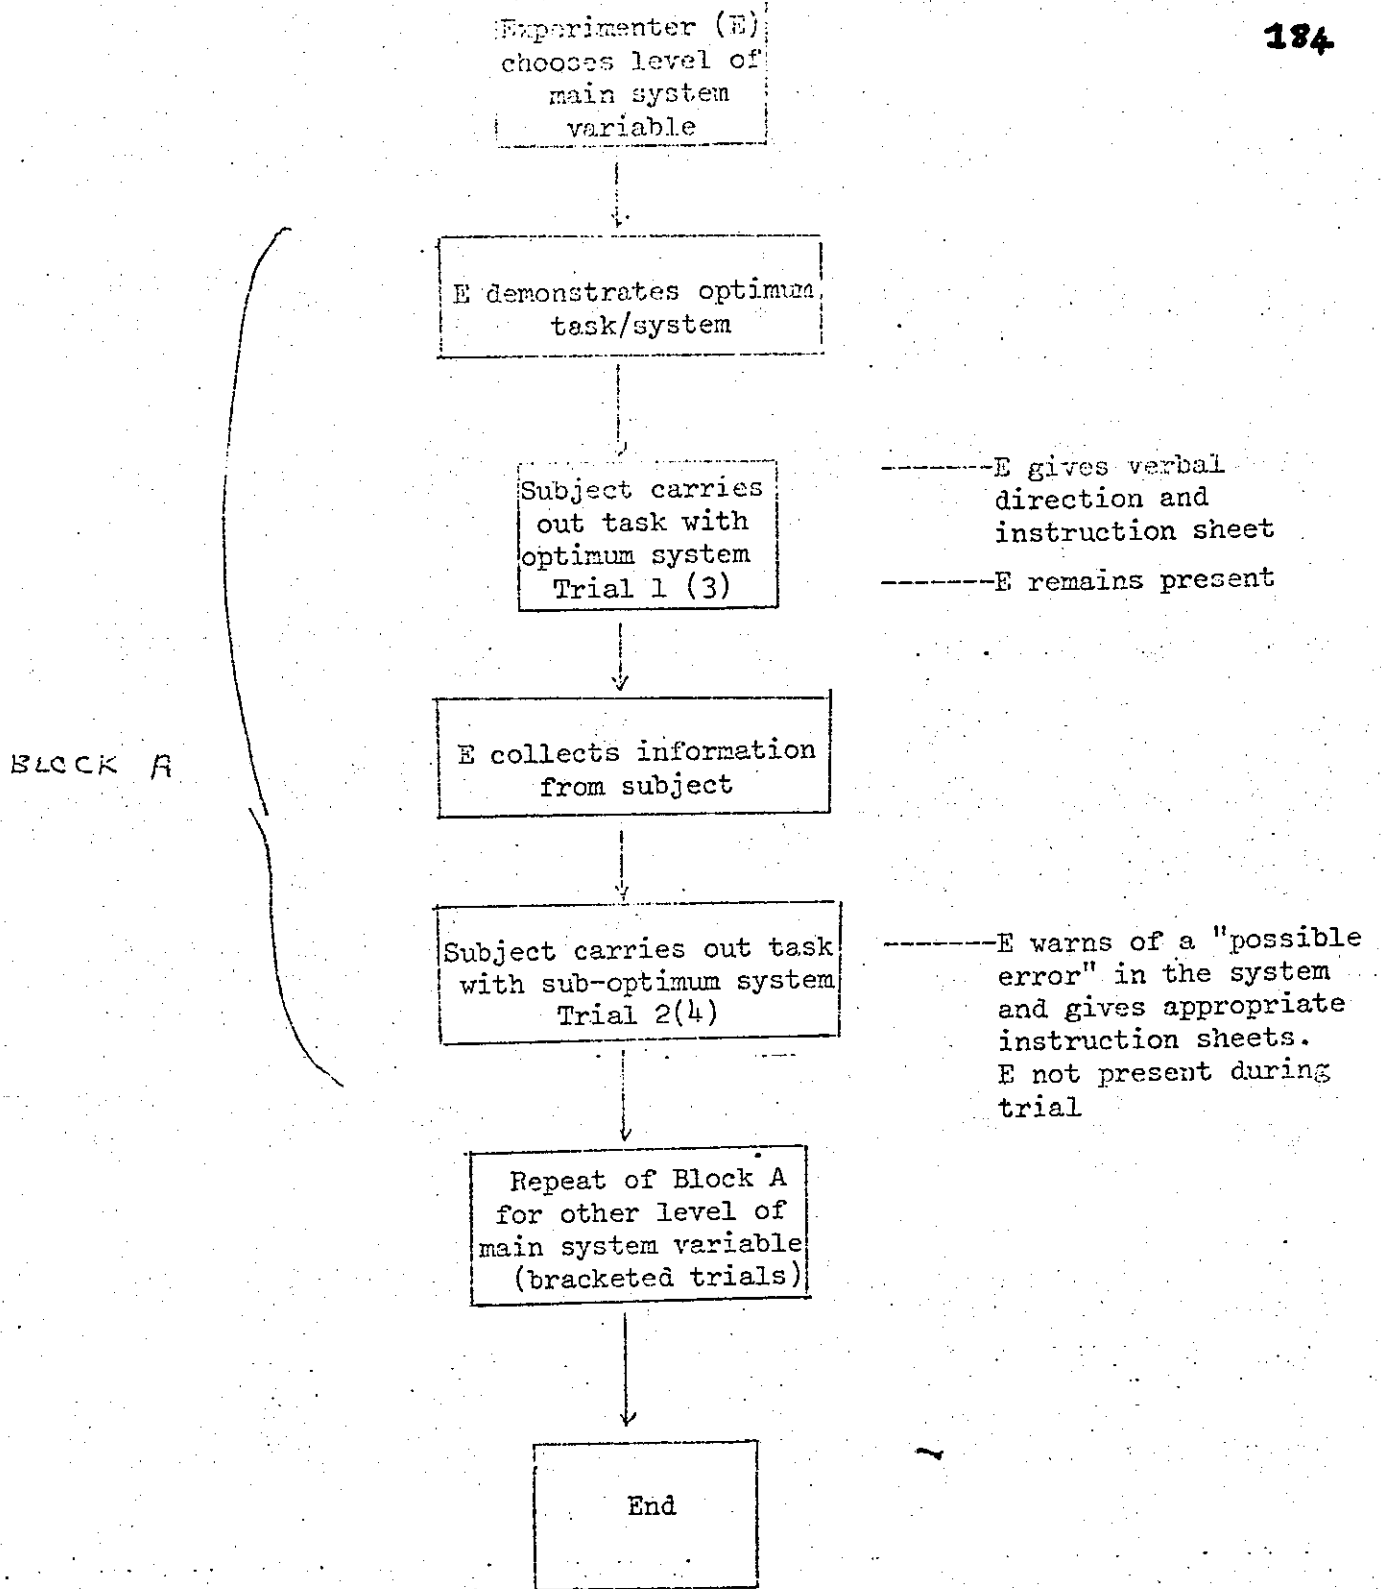 184
Experimenter (E)
chooses level of
main system
variable
E demonstrates optimum
task/system
Subject carries
out task with
optimum system
Trial 1 (3)
-------E gives verbal
direction and
instruction sheet
-------E remains present
BLOCK A
E collects information
from subject
Subject carries out task
with sub-optimum system
Trial 2(4)
-------E warns of a "possible
error" in the system
and gives appropriate
instruction sheets.
E not present during
trial
Repeat of Block A
for other level of
main system variable
(bracketed trials)
End